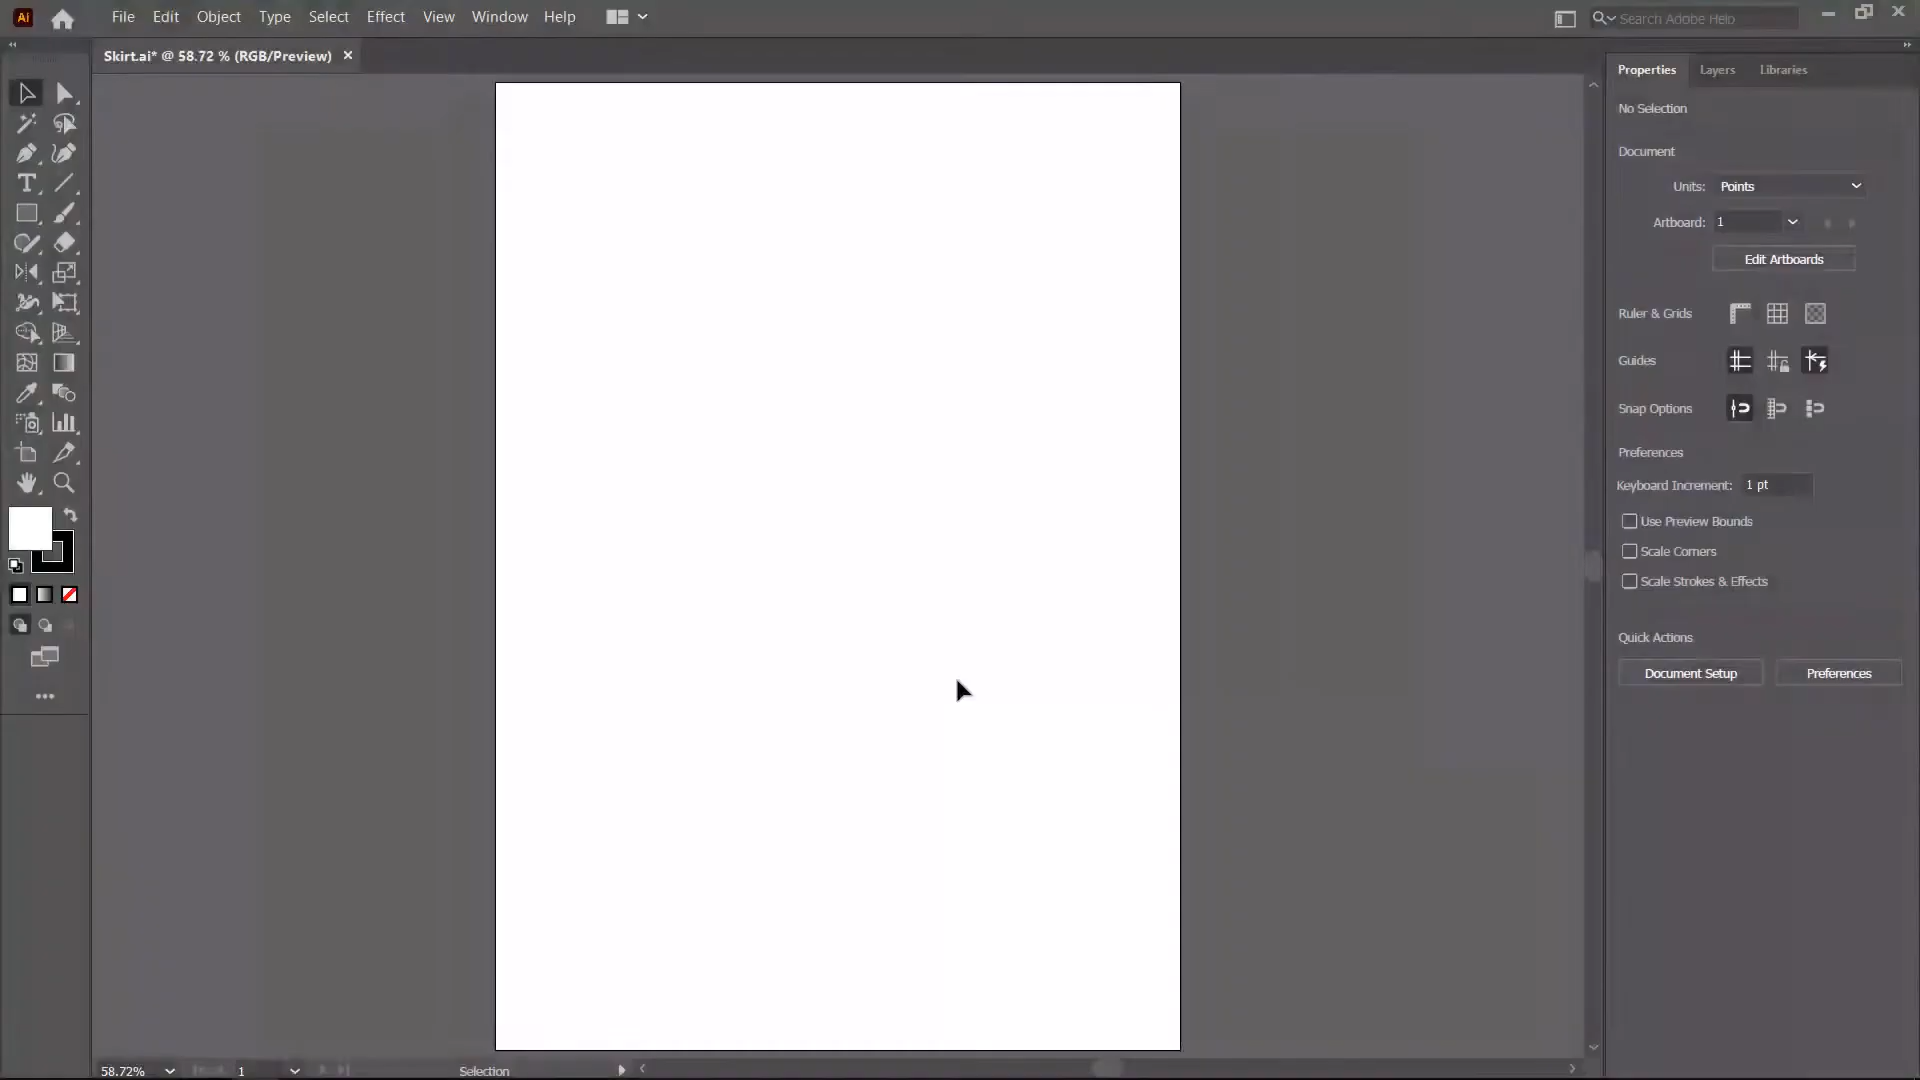 Ai File Edit Object Type Select Effect View Window Help Search Adobe Help
Skirt.ai* @ 58.72 % (RGB/Preview) ×
Properties Layers Libraries
No Selection
Document
Units: Points
Artboard: 1
Edit Artboards
Ruler & Grids
Guides
Snap Options
Preferences
Keyboard Increment: 1 pt
Use Preview Bounds
Scale Corners
Scale Strokes & Effects
Quick Actions
Document Setup Preferences
58.72% 1 Selection